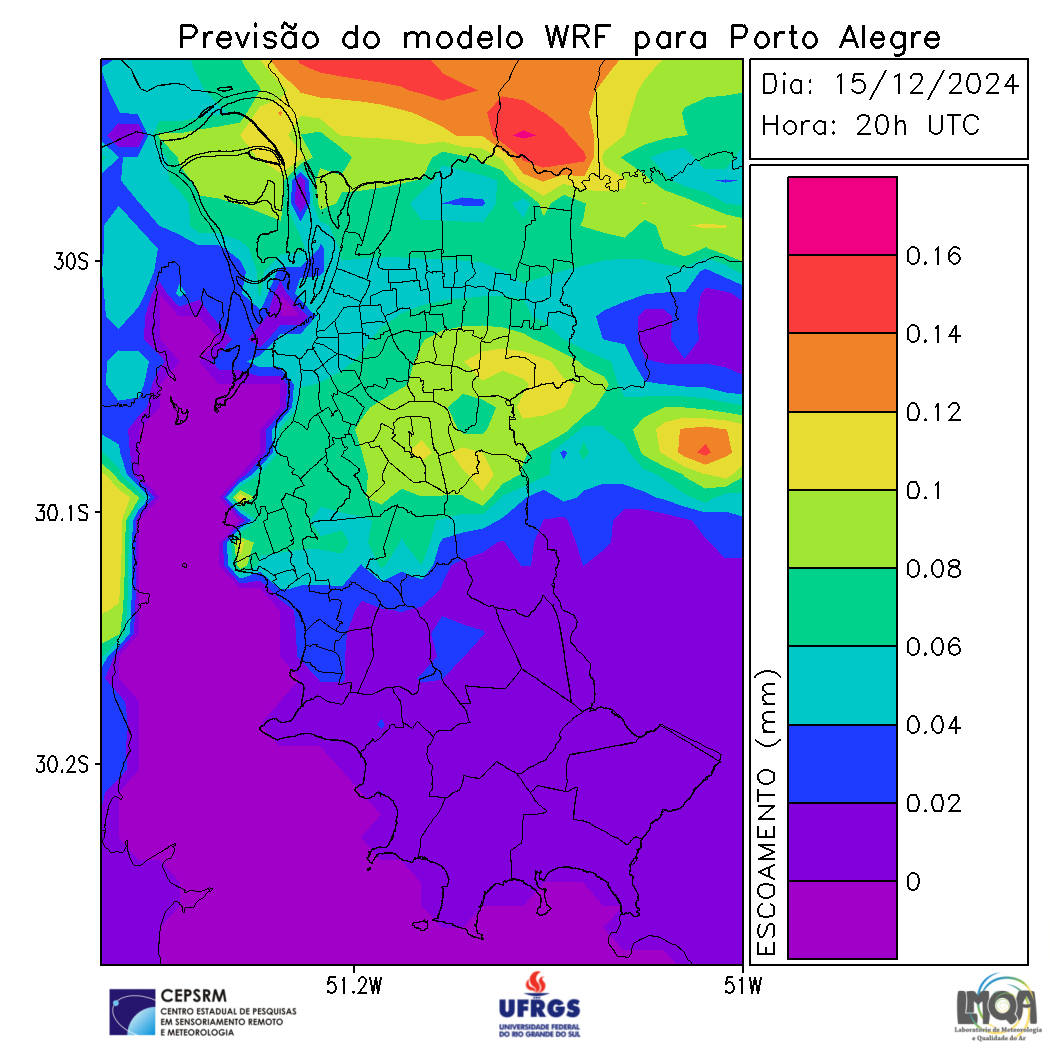 Previsão do modelo WRF para Porto Alegre
Dia: 15/12/2024
Hora: 20h UTC
30S
30.1S
30.2S
51.2W
51W
ESCOAMENTO (mm)
0.16
0.14
0.12
0.1
0.08
0.06
0.04
0.02
0
CEPSRM
CENTRO ESTADUAL DE PESQUISAS
EM SENSORIAMENTO REMOTO
E METEOROLOGIA
UFRGS
UNIVERSIDADE FEDERAL
DO RIO GRANDE DO SUL
LMQA
Laboratório de Meteorologia
e Qualidade do Ar